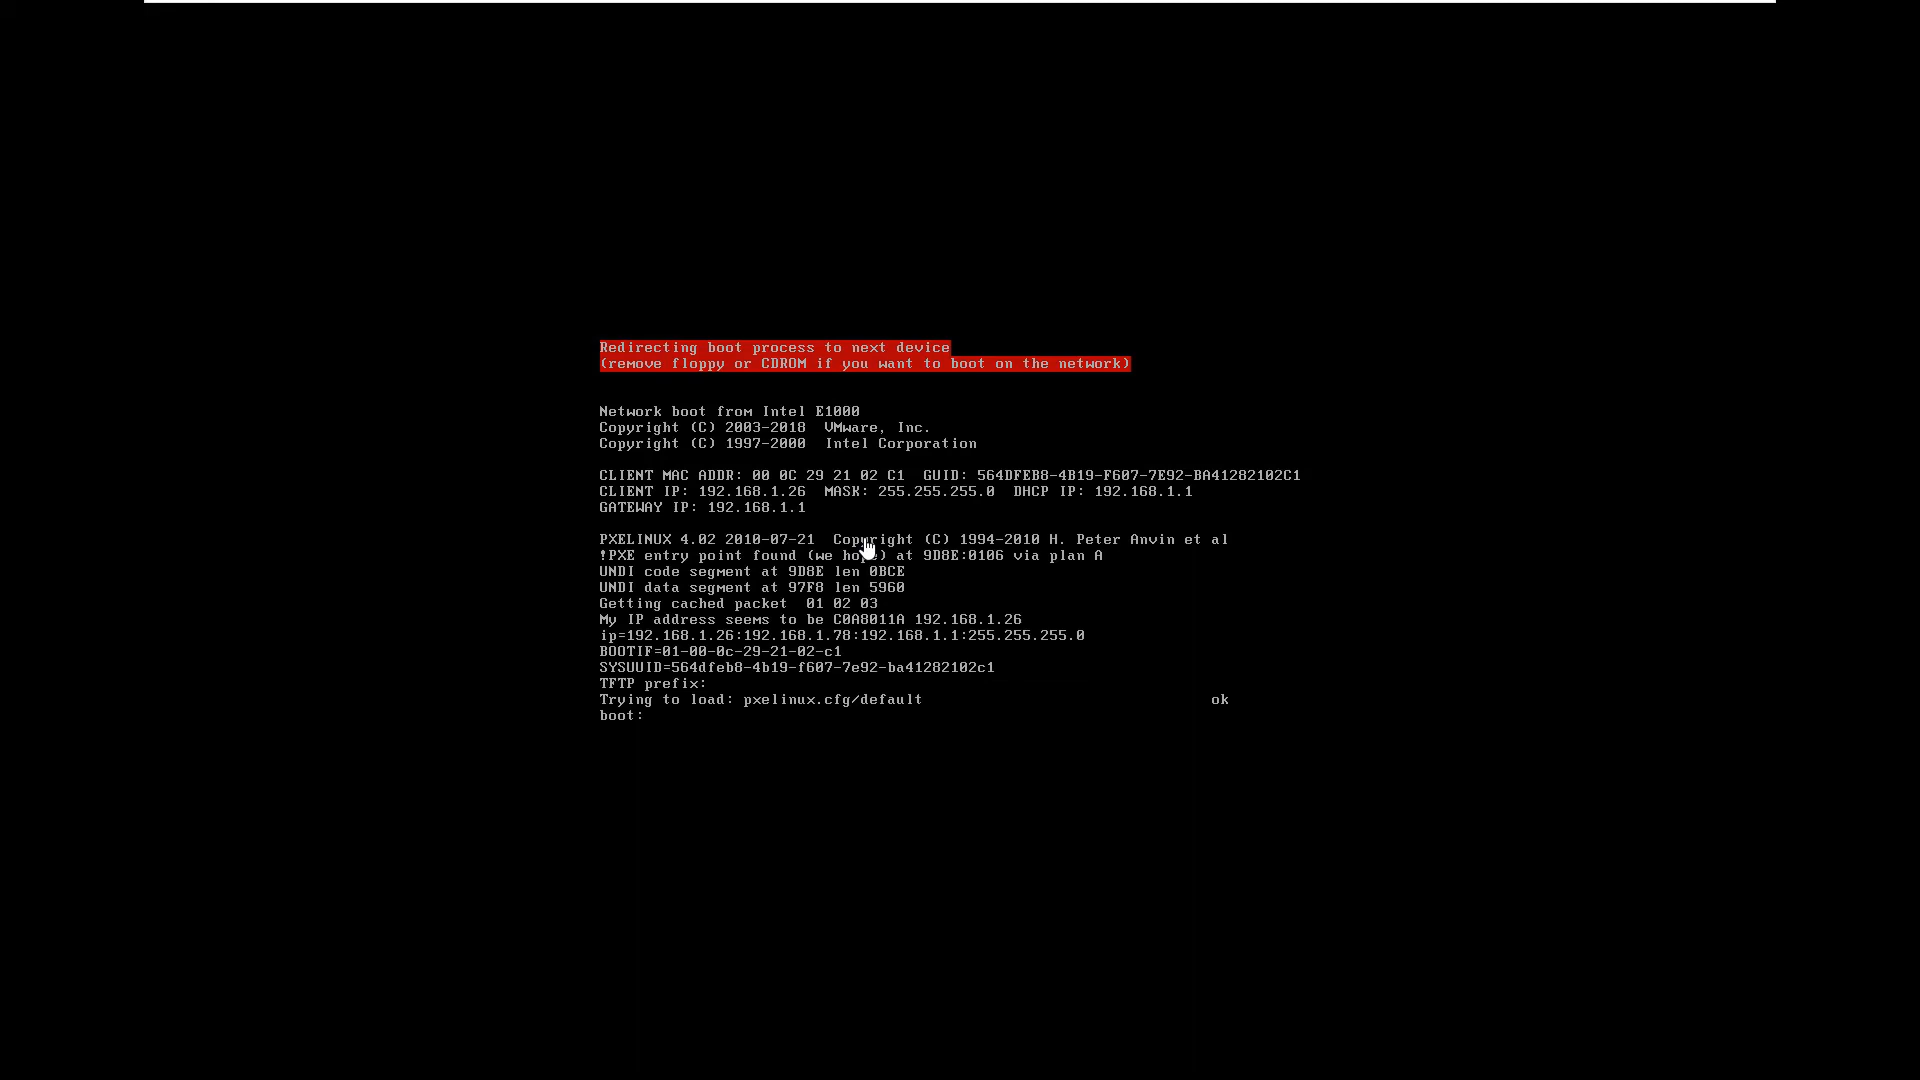 Redirecting boot process to next device
(remove floppy or CDROM if you want to boot on the network)
Network boot from Intel E1000
Copyright (C) 2003-2018  VMware, Inc.
Copyright (C) 1997-2000  Intel Corporation
CLIENT MAC ADDR: 00 0C 29 21 02 C1  GUID: 564DFEB8-4B19-F607-7E92-BA41282102C1
CLIENT IP: 192.168.1.26  MASK: 255.255.255.0  DHCP IP: 192.168.1.1
GATEWAY IP: 192.168.1.1
PXELINUX 4.02 2010-07-21  Copyright (C) 1994-2010 H. Peter Anvin et al
!PXE entry point found (we hope) at 9D8E:0106 via plan A
UNDI code segment at 9D8E len 0BCE
UNDI data segment at 97F8 len 5960
Getting cached packet  01 02 03
My IP address seems to be C0A8011A 192.168.1.26
ip=192.168.1.26:192.168.1.78:192.168.1.1:255.255.255.0
BOOTIF=01-00-0c-29-21-02-c1
SYSUUID=564dfeb8-4b19-f607-7e92-ba41282102c1
TFTP prefix:
Trying to load: pxelinux.cfg/default                                ok
boot: